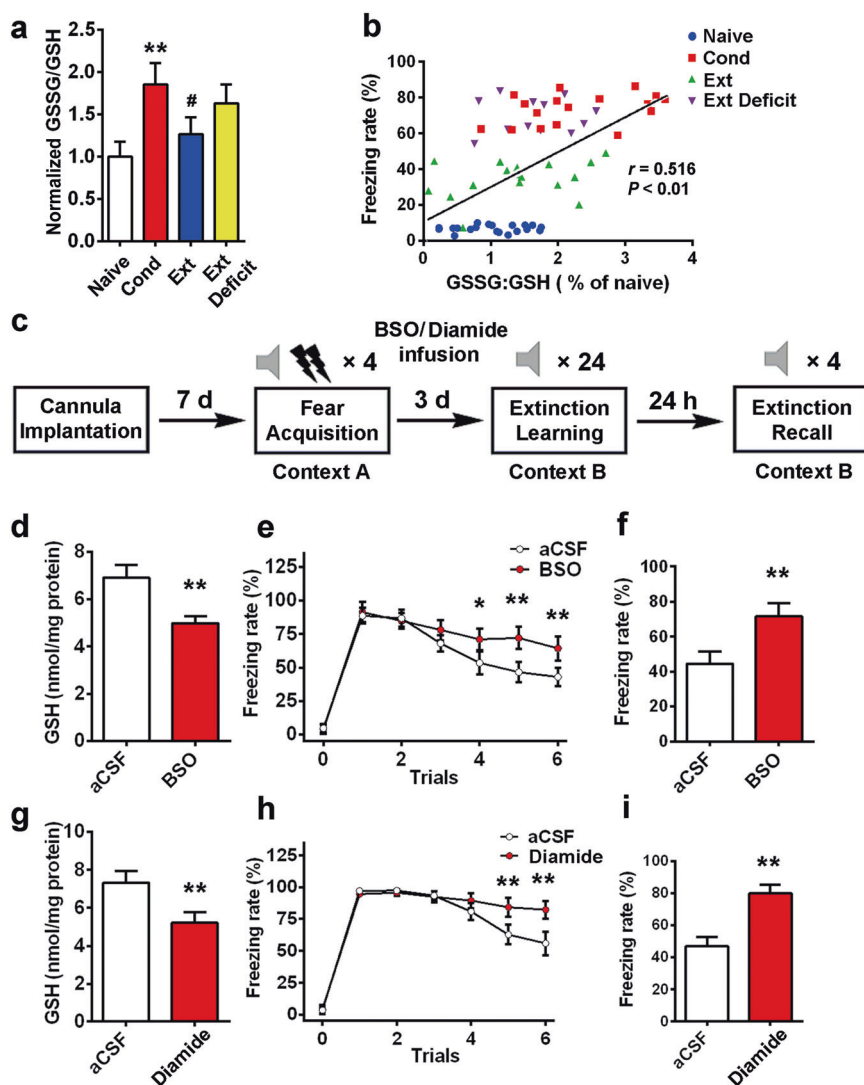 a
Normalized GSSG/GSH
2.5
2.0
1.5
1.0
0.5
0.0
**
#
Naive
Cond
Ext
Ext Deficit
b
Freezing rate (%)
100
80
60
40
20
0
0
1
2
3
4
GSSG:GSH ( % of naive)
Naive
Cond
Ext
Ext Deficit
r = 0.516
P < 0.01
c
BSO/Diamide
infusion
× 4
× 24
× 4
Cannula
Implantation
7 d
Fear
Acquisition
3 d
Extinction
Learning
24 h
Extinction
Recall
Context A
Context B
Context B
d
GSH (nmol/mg protein)
8
6
4
2
0
**
aCSF
BSO
e
Freezing rate (%)
125
100
75
50
25
0
aCSF
BSO
*
**
**
0
2
4
6
Trials
f
Freezing rate (%)
100
80
60
40
20
0
**
aCSF
BSO
g
GSH (nmol/mg protein)
10
8
6
4
2
0
**
aCSF
Diamide
h
Freezing rate (%)
125
100
75
50
25
0
aCSF
Diamide
**
**
0
2
4
6
Trials
i
Freezing rate (%)
100
80
60
40
20
0
**
aCSF
Diamide